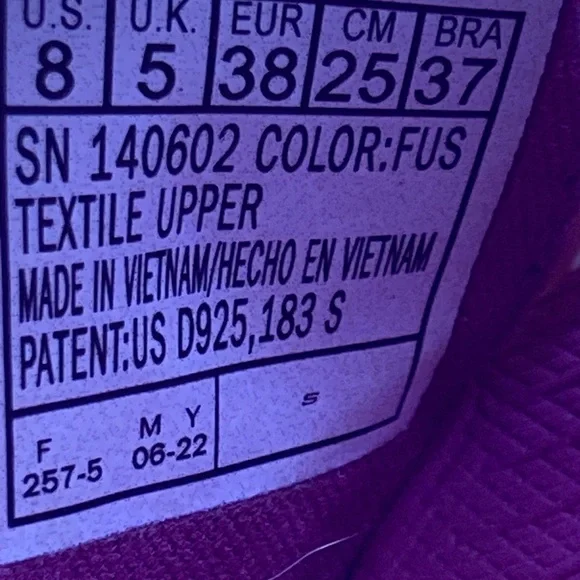 U.S. U.K. EUR CM BRA
8 5 38 25 37
SN 140602 COLOR:FUS
TEXTILE UPPER
MADE IN VIETNAM/HECHO EN VIETNAM
PATENT:US D925,183 S
F M Y S
257-5 06-22